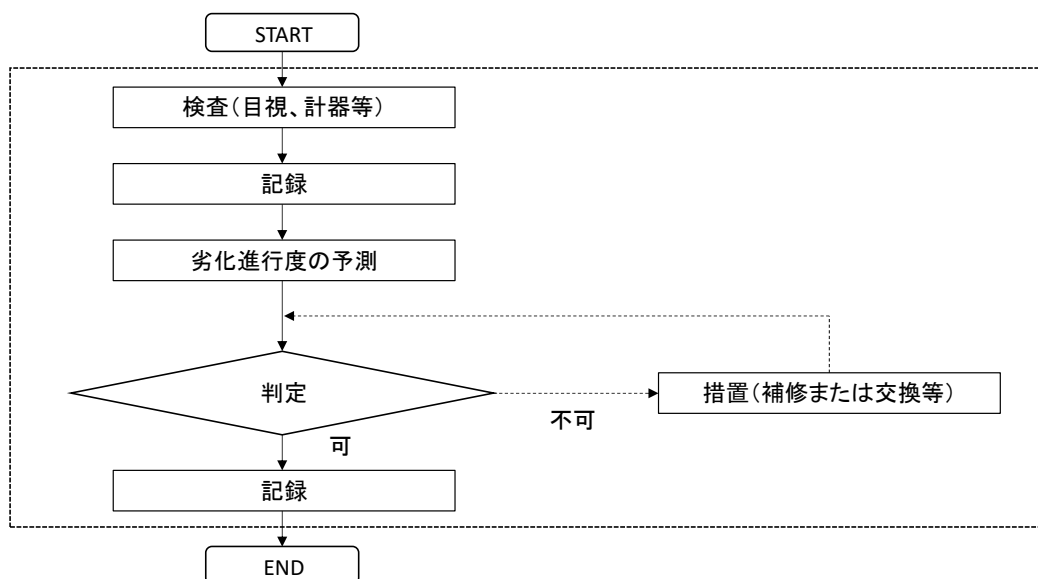 START
検査(目視、計器等)
記録
劣化進行度の予測
判定
措置(補修または交換等)
不可
可
記録
END